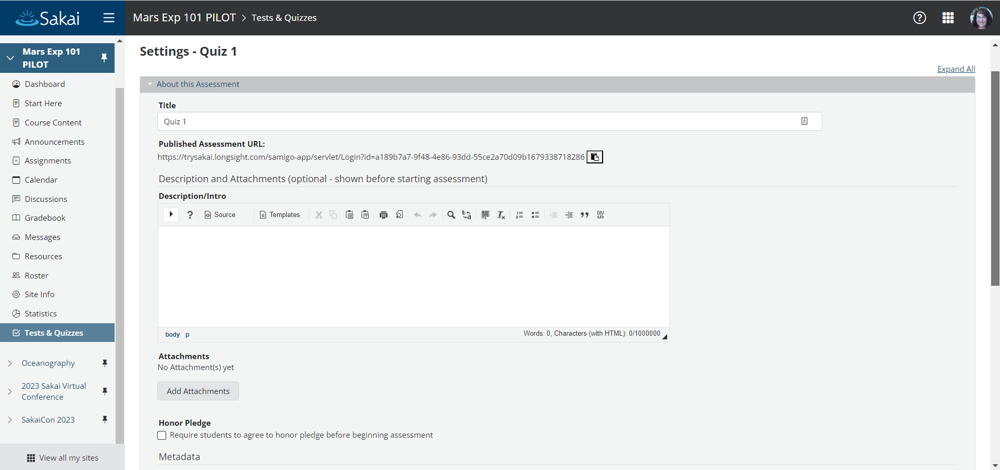 Sakai
Mars Exp 101 PILOT > Tests & Quizzes
Mars Exp 101
PILOT
Dashboard
Start Here
Course Content
Announcements
Assignments
Calendar
Discussions
Gradebook
Messages
Resources
Roster
Site Info
Statistics
Tests & Quizzes
Oceanography
2023 Sakai Virtual
Conference
SakaiCon 2023
View all my sites
Settings - Quiz 1
Expand All
About this Assessment
Title
Quiz 1
Published Assessment URL:
https://trysakai.longsight.com/samigo-app/servlet/Login?id=a189b7a7-9f48-4e86-93dd-55ce2a70d09b1679338718286
Description and Attachments (optional - shown before starting assessment)
Description/Intro
Source Templates
body p
Words: 0, Characters (with HTML): 0/1000000
Attachments
No Attachment(s) yet
Add Attachments
Honor Pledge
Require students to agree to honor pledge before beginning assessment
Metadata